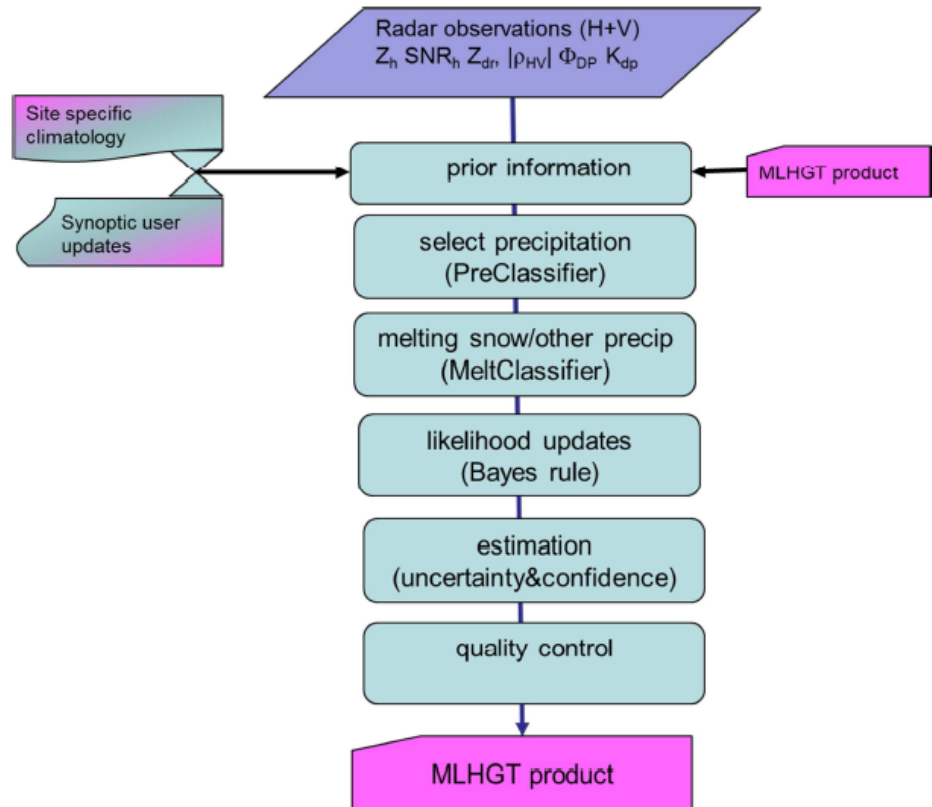 Radar observations (H+V)
Zh SNRh Zdr, |ρHV| ΦDP Kdp
Site specific
climatology
prior information
MLHGT product
Synoptic user
updates
select precipitation
(PreClassifier)
melting snow/other precip
(MeltClassifier)
likelihood updates
(Bayes rule)
estimation
(uncertainty&confidence)
quality control
MLHGT product